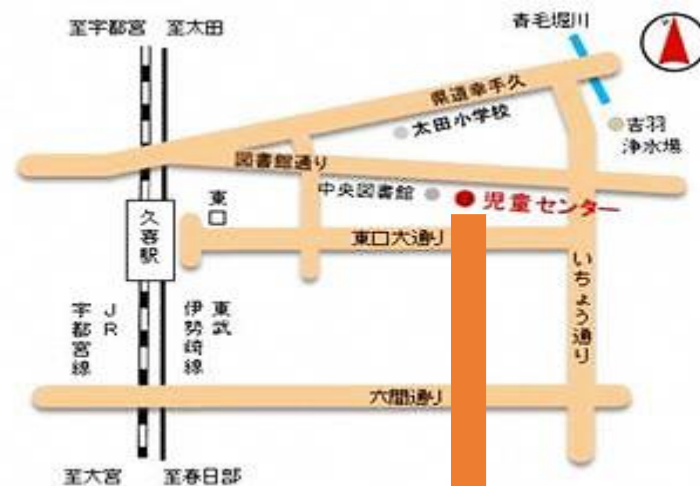 至宇都宮 至太田
青毛堀川
県道幸手久
太田小学校
吉羽
浄水場
図書館通り
中央図書館
児童センター
東口
久喜駅
東口大通り
いちょう通り
宇都宮線
JR
伊勢崎線
東武
六間通り
至大宮 至春日部